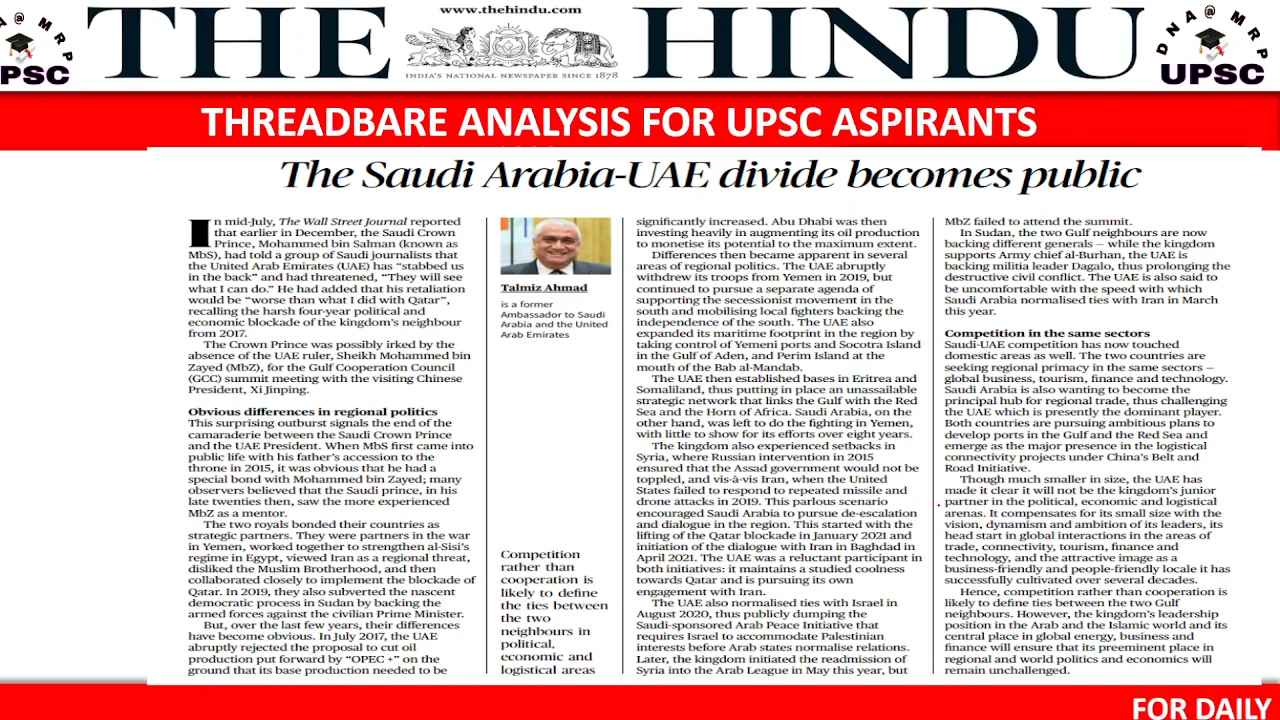 www.thehindu.com
THE HINDU
INDIA'S NATIONAL NEWSPAPER SINCE 1878
DNA@MRP
UPSC
PSC
THREADBARE ANALYSIS FOR UPSC ASPIRANTS
The Saudi Arabia-UAE divide becomes public
In mid-July, The Wall Street Journal reported
that earlier in December, the Saudi Crown
Prince, Mohammed bin Salman (known as
MbS), had told a group of Saudi journalists that
the United Arab Emirates (UAE) has “stabbed us
in the back” and had threatened, “They will see
what I can do.” He had added that his retaliation
would be “worse than what I did with Qatar”,
recalling the harsh four-year political and
economic blockade of the kingdom's neighbour
from 2017.
The Crown Prince was possibly irked by the
absence of the UAE ruler, Sheikh Mohammed bin
Zayed (MbZ), for the Gulf Cooperation Council
(GCC) summit meeting with the visiting Chinese
President, Xi Jinping.
Obvious differences in regional politics
This surprising outburst signals the end of the
camaraderie between the Saudi Crown Prince
and the UAE President. When MbS first came into
public life with his father's accession to the
throne in 2015, it was obvious that he had a
special bond with Mohammed bin Zayed; many
observers believed that the Saudi prince, in his
late twenties then, saw the more experienced
MbZ as a mentor.
The two royals bonded their countries as
strategic partners. They were partners in the war
in Yemen, worked together to strengthen al-Sisi's
regime in Egypt, viewed Iran as a regional threat,
disliked the Muslim Brotherhood, and then
collaborated closely to implement the blockade of
Qatar. In 2019, they also subverted the nascent
democratic process in Sudan by backing the
armed forces against the civilian Prime Minister.
But, over the last few years, their differences
have become obvious. In July 2017, the UAE
abruptly rejected the proposal to cut oil
production put forward by “OPEC +” on the
ground that its base production needed to be
Talmiz Ahmad
is a former
Ambassador to Saudi
Arabia and the United
Arab Emirates
Competition
rather than
cooperation is
likely to define
the ties between
the two
neighbours in
political,
economic and
logistical areas
significantly increased. Abu Dhabi was then
investing heavily in augmenting its oil production
to monetise its potential to the maximum extent.
Differences then became apparent in several
areas of regional politics. The UAE abruptly
withdrew its troops from Yemen in 2019, but
continued to pursue a separate agenda of
supporting the secessionist movement in the
south and mobilising local fighters backing the
independence of the south. The UAE also
expanded its maritime footprint in the region by
taking control of Yemeni ports and Socotra Island
in the Gulf of Aden, and Perim Island at the
mouth of the Bab al-Mandab.
The UAE then established bases in Eritrea and
Somaliland, thus putting in place an unassailable
strategic network that links the Gulf with the Red
Sea and the Horn of Africa. Saudi Arabia, on the
other hand, was left to do the fighting in Yemen,
with little to show for its efforts over eight years.
The kingdom also experienced setbacks in
Syria, where Russian intervention in 2015
ensured that the Assad government would not be
toppled, and vis-à-vis Iran, when the United
States failed to respond to repeated missile and
drone attacks in 2019. This parlous scenario
encouraged Saudi Arabia to pursue de-escalation
and dialogue in the region. This started with the
lifting of the Qatar blockade in January 2021 and
initiation of the dialogue with Iran in Baghdad in
April 2021. The UAE was a reluctant participant in
both initiatives: it maintains a studied coolness
towards Qatar and is pursuing its own
engagement with Iran.
The UAE also normalised ties with Israel in
August 2020, thus publicly dumping the
Saudi-sponsored Arab Peace Initiative that
requires Israel to accommodate Palestinian
interests before Arab states normalise relations.
Later, the kingdom initiated the readmission of
Syria into the Arab League in May this year, but
MbZ failed to attend the summit.
In Sudan, the two Gulf neighbours are now
backing different generals — while the kingdom
supports Army chief al-Burhan, the UAE is
backing militia leader Dagalo, thus prolonging the
destructive civil conflict. The UAE is also said to
be uncomfortable with the speed with which
Saudi Arabia normalised ties with Iran in March
this year.
Competition in the same sectors
Saudi-UAE competition has now touched
domestic areas as well. The two countries are
seeking regional primacy in the same sectors —
global business, tourism, finance and technology.
Saudi Arabia is also wanting to become the
principal hub for regional trade, thus challenging
the UAE which is presently the dominant player.
Both countries are pursuing ambitious plans to
develop ports in the Gulf and the Red Sea and
emerge as the major presence in the logistical
connectivity projects under China's Belt and
Road Initiative.
Though much smaller in size, the UAE has
made it clear it will not be the kingdom's junior
partner in the political, economic and logistical
arenas. It compensates for its small size with the
vision, dynamism and ambition of its leaders, its
head start in global interactions in the areas of
trade, connectivity, tourism, finance and
technology, and the attractive image as a
business-friendly and people-friendly locale it has
successfully cultivated over several decades.
Hence, competition rather than cooperation is
likely to define ties between the two Gulf
neighbours. However, the kingdom's leadership
position in the Arab and the Islamic world and its
central place in global energy, business and
finance will ensure that its preeminent place in
regional and world politics and economics will
remain unchallenged.
FOR DAILY